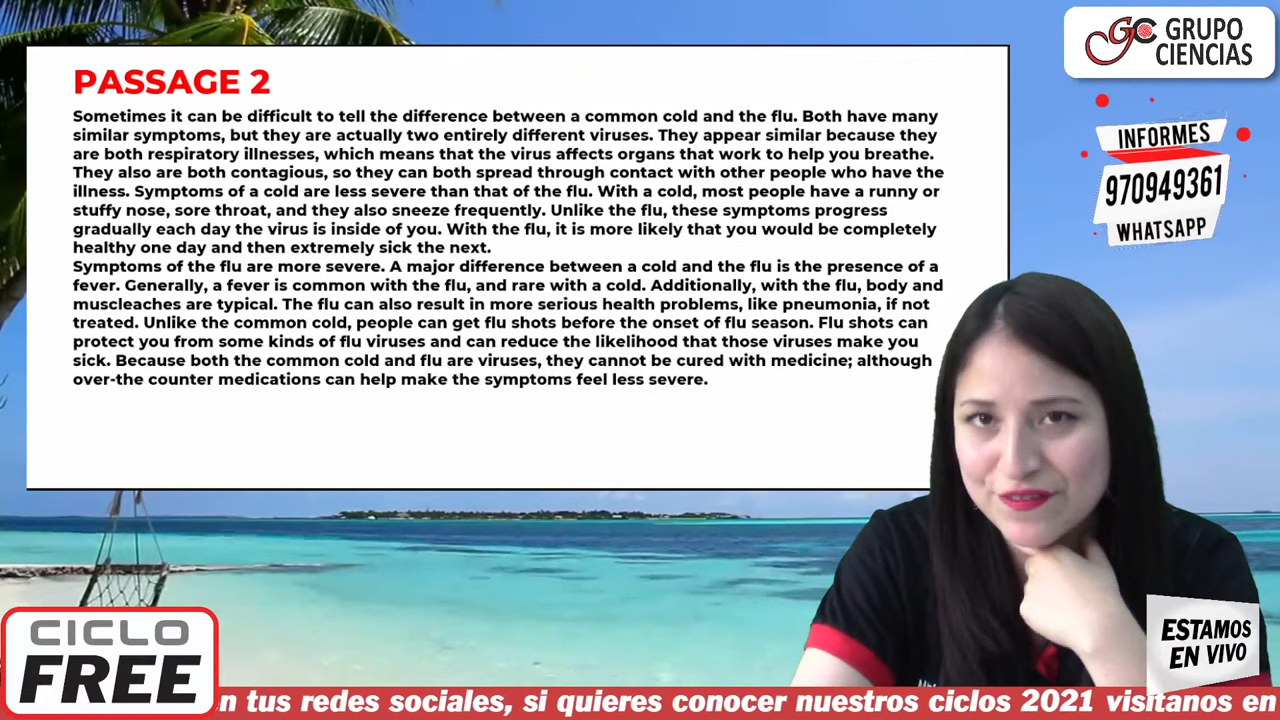 PASSAGE 2
Sometimes it can be difficult to tell the difference between a common cold and the flu. Both have many
similar symptoms, but they are actually two entirely different viruses. They appear similar because they
are both respiratory illnesses, which means that the virus affects organs that work to help you breathe.
They also are both contagious, so they can both spread through contact with other people who have the
illness. Symptoms of a cold are less severe than that of the flu. With a cold, most people have a runny or
stuffy nose, sore throat, and they also sneeze frequently. Unlike the flu, these symptoms progress
gradually each day the virus is inside of you. With the flu, it is more likely that you would be completely
healthy one day and then extremely sick the next.
Symptoms of the flu are more severe. A major difference between a cold and the flu is the presence of a
fever. Generally, a fever is common with the flu, and rare with a cold. Additionally, with the flu, body and
muscleaches are typical. The flu can also result in more serious health problems, like pneumonia, if not
treated. Unlike the common cold, people can get flu shots before the onset of flu season. Flu shots can
protect you from some kinds of flu viruses and can reduce the likelihood that those viruses make you
sick. Because both the common cold and flu are viruses, they cannot be cured with medicine; although
over-the counter medications can help make the symptoms feel less severe.
GC GRUPO
CIENCIAS
INFORMES
970949361
WHATSAPP
ESTAMOS
EN VIVO
CICLO
FREE
en tus redes sociales, si quieres conocer nuestros ciclos 2021 visítanos en